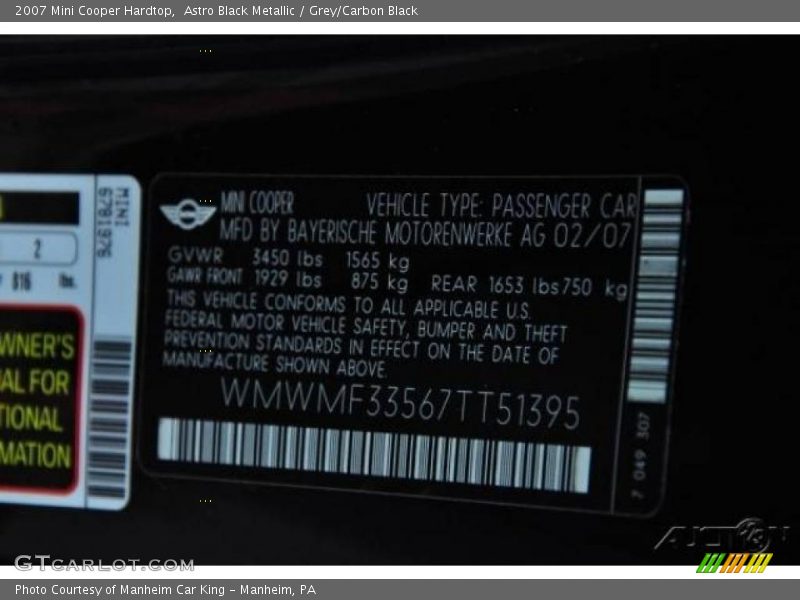 2007 Mini Cooper Hardtop,  Astro Black Metallic / Grey/Carbon Black
MINI COOPER VEHICLE TYPE: PASSENGER CAR
MFD BY BAYERISCHE MOTORENWERKE AG 02/07
GVWR 3450 lbs 1565 kg
GAWR FRONT 1929 lbs 875 kg REAR 1653 lbs 750 kg
THIS VEHICLE CONFORMS TO ALL APPLICABLE U.S.
FEDERAL MOTOR VEHICLE SAFETY, BUMPER AND THEFT
PREVENTION STANDARDS IN EFFECT ON THE DATE OF
MANUFACTURE SHOWN ABOVE.
WMWMF33567TT51395
7 049 307
MINI
6781976
2
816 lbs.
OWNER'S
UAL FOR
TIONAL
MATION
GTCARLOT.COM
Photo Courtesy of Manheim Car King – Manheim, PA